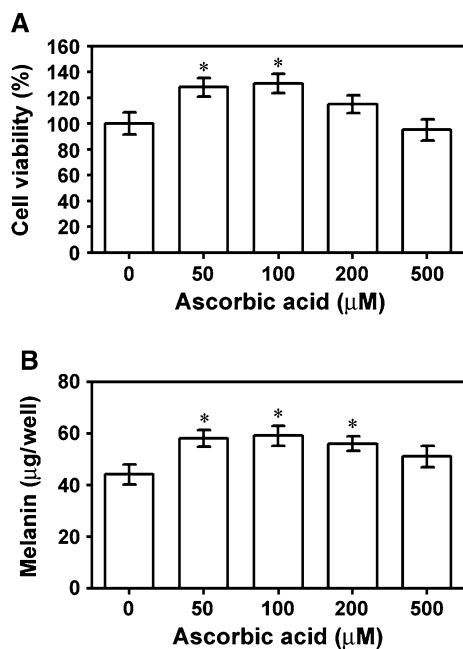 A
Cell viability (%)
160
140
120
100
80
60
40
20
0
* *
0 50 100 200 500
Ascorbic acid (μM)
B
Melanin (μg/well)
80
60
40
20
0
* * *
0 50 100 200 500
Ascorbic acid (μM)